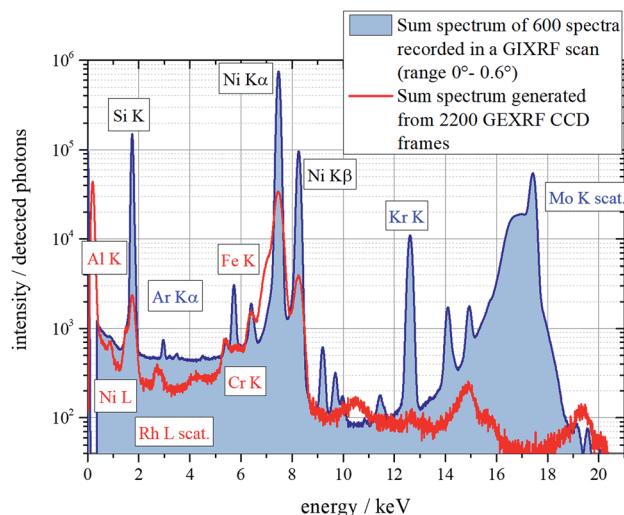 Sum spectrum of 600 spectra
recorded in a GIXRF scan
(range 0°- 0.6°)
Sum spectrum generated
from 2200 GEXRF CCD
frames
10⁶
10⁵
10⁴
10³
10²
intensity / detected photons
Ni Kα
Si K
Ni Kβ
Kr K
Mo K scat.
Al K
Ar Kα
Fe K
Ni L
Cr K
Rh L scat.
0 2 4 6 8 10 12 14 16 18 20
energy / keV